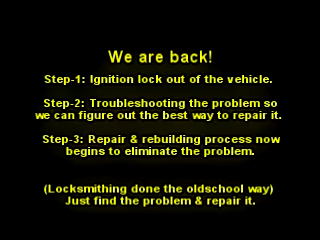 We are back!
Step-1: Ignition lock out of the vehicle.
Step-2: Troubleshooting the problem so
we can figure out the best way to repair it.
Step-3: Repair & rebuilding process now
begins to eliminate the problem.
(Locksmithing done the oldschool way)
Just find the problem & repair it.